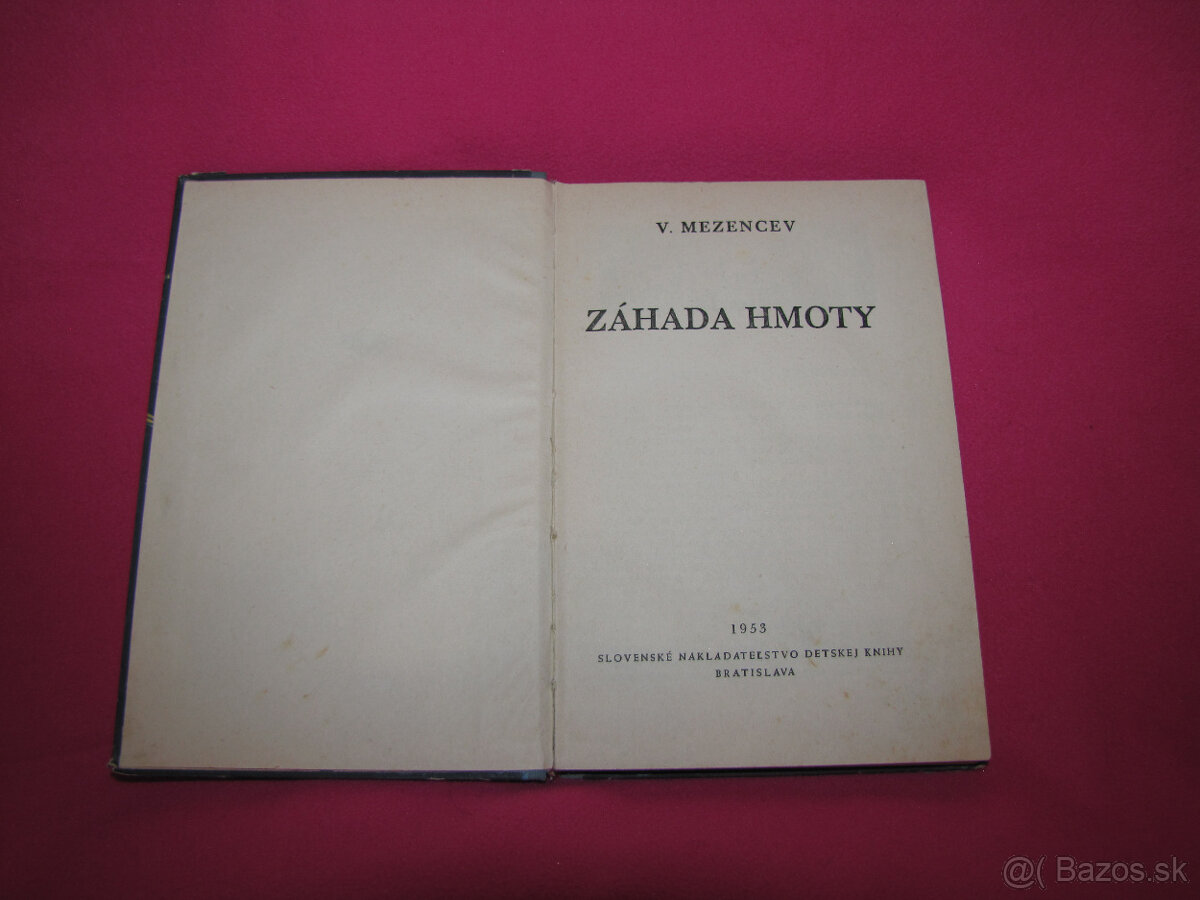 V. MEZENCEV
ZÁHADA HMOTY
1953
SLOVENSKÉ NAKLADATEĽSTVO DETSKEJ KNIHY
BRATISLAVA
@( Bazos.sk